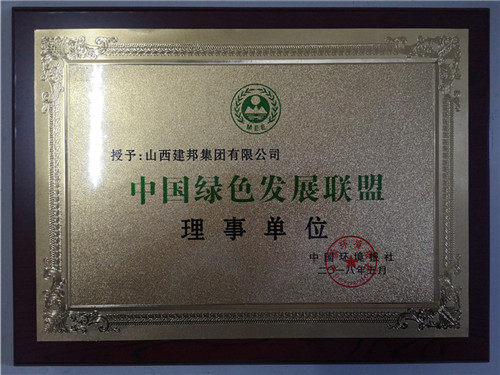 MEE
授予:山西建邦集团有限公司
中国绿色发展联盟
理事单位
中国环境报社
二〇一八年五月